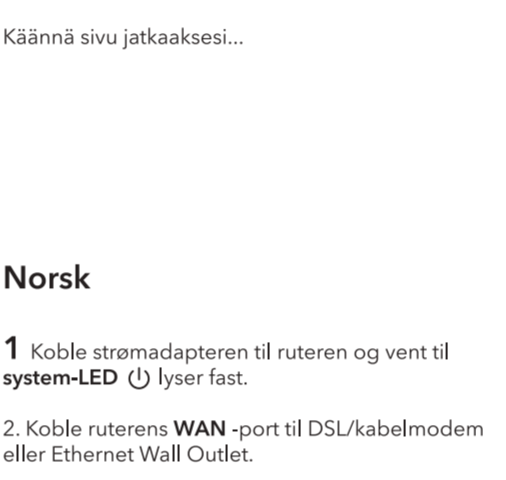 Käännä sivu jatkaaksesi...
Norsk
1 Koble strømadapteren til ruteren og vent til
system-LED ⏻ lyser fast.
2. Koble ruterens WAN -port til DSL/kabelmodem
eller Ethernet Wall Outlet.